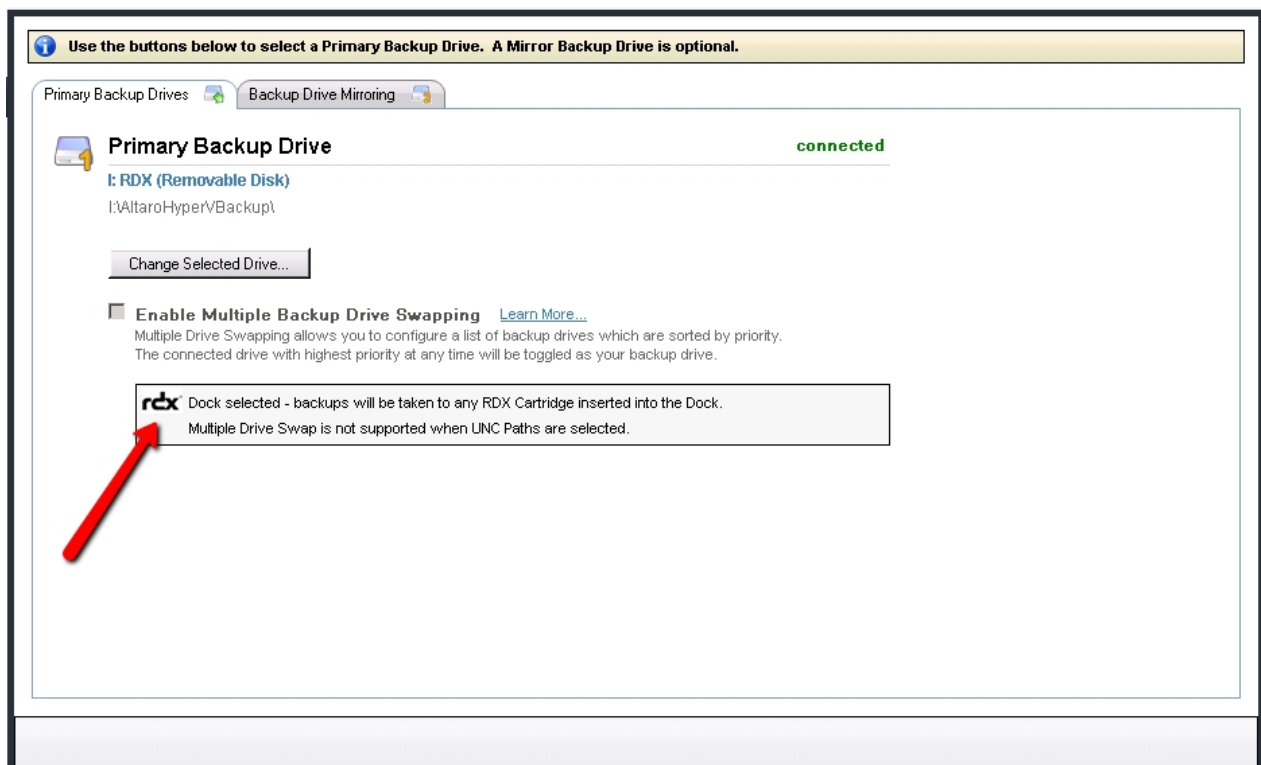 Use the buttons below to select a Primary Backup Drive. A Mirror Backup Drive is optional.
Primary Backup Drives
Backup Drive Mirroring
Primary Backup Drive
connected
I: RDX (Removable Disk)
I:\AltaroHyperVBackup\
Change Selected Drive...
Enable Multiple Backup Drive Swapping Learn More...
Multiple Drive Swapping allows you to configure a list of backup drives which are sorted by priority.
The connected drive with highest priority at any time will be toggled as your backup drive.
rdx Dock selected - backups will be taken to any RDX Cartridge inserted into the Dock.
Multiple Drive Swap is not supported when UNC Paths are selected.